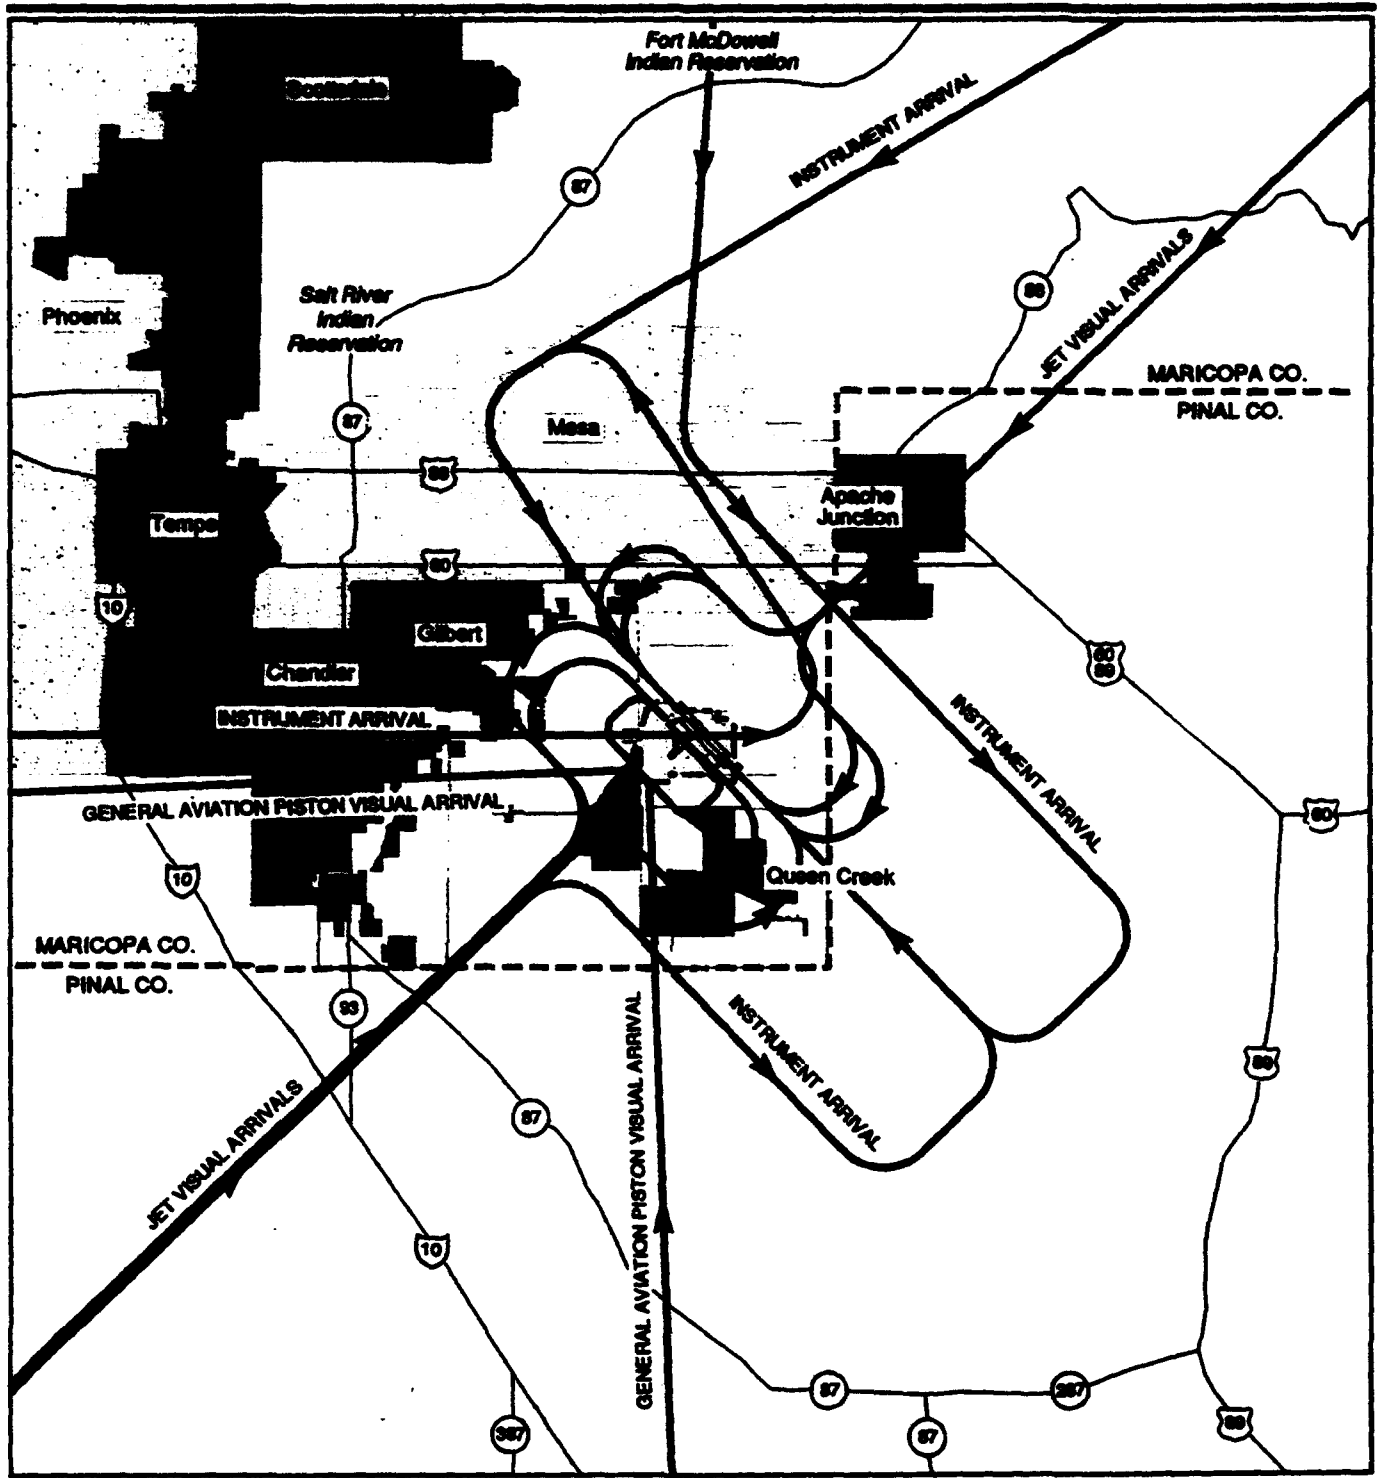 Fort McDowell
Indian Reservation
Scottsdale
INSTRUMENT ARRIVAL
87
JET VISUAL ARRIVALS
88
Salt River
Indian
Reservation
Phoenix
MARICOPA CO.
PINAL CO.
87
Mesa
Apache
Junction
Tempe
60
10
Gilbert
60
89
Chandler
INSTRUMENT ARRIVAL
INSTRUMENT ARRIVAL
GENERAL AVIATION PISTON VISUAL ARRIVAL
60
10
Queen Creek
MARICOPA CO.
PINAL CO.
93
INSTRUMENT ARRIVAL
GENERAL AVIATION PISTON VISUAL ARRIVAL
JET VISUAL ARRIVALS
87
10
87
287
387
87